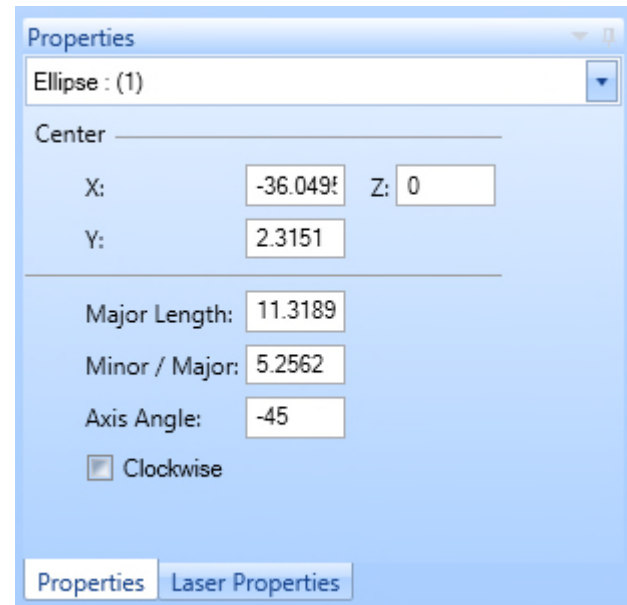 Properties
Ellipse : (1)
Center
X: -36.049 Z: 0
Y: 2.3151
Major Length: 11.3189
Minor / Major: 5.2562
Axis Angle: -45
Clockwise
Properties Laser Properties